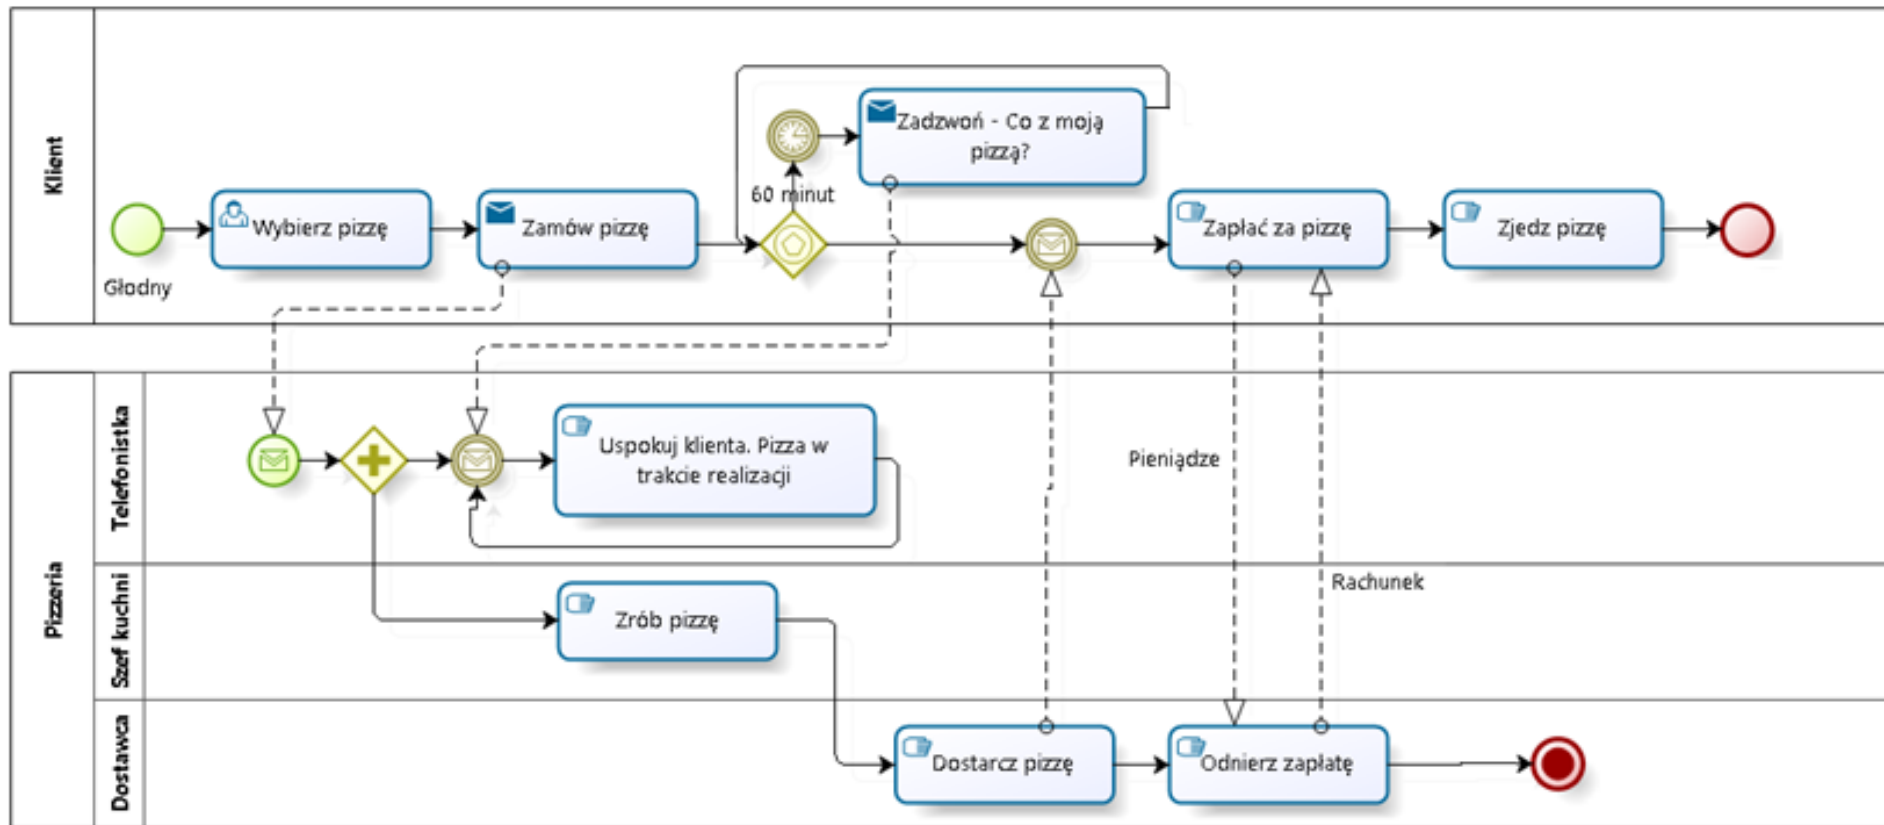 Klient
Głodny
Wybierz pizzę
Zamów pizzę
60 minut
Zadzwoń - Co z moją
pizzą?
Zapłać za pizzę
Zjedz pizzę
Pizzeria
Telefonistka
Uspokuj klienta. Pizza w
trakcie realizacji
Pieniądze
Rachunek
Szef kuchni
Zrób pizzę
Dostawca
Dostarcz pizzę
Odnierz zapłatę